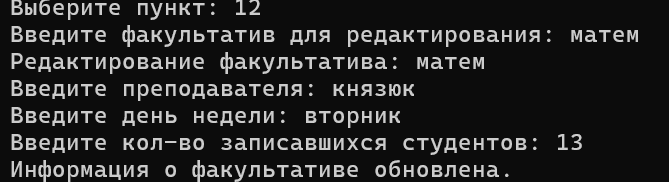 Выберите пункт: 12
Введите факультатив для редактирования: матем
Редактирование факультатива: матем
Введите преподавателя: князюк
Введите день недели: вторник
Введите кол-во записавшихся студентов: 13
Информация о факультативе обновлена.